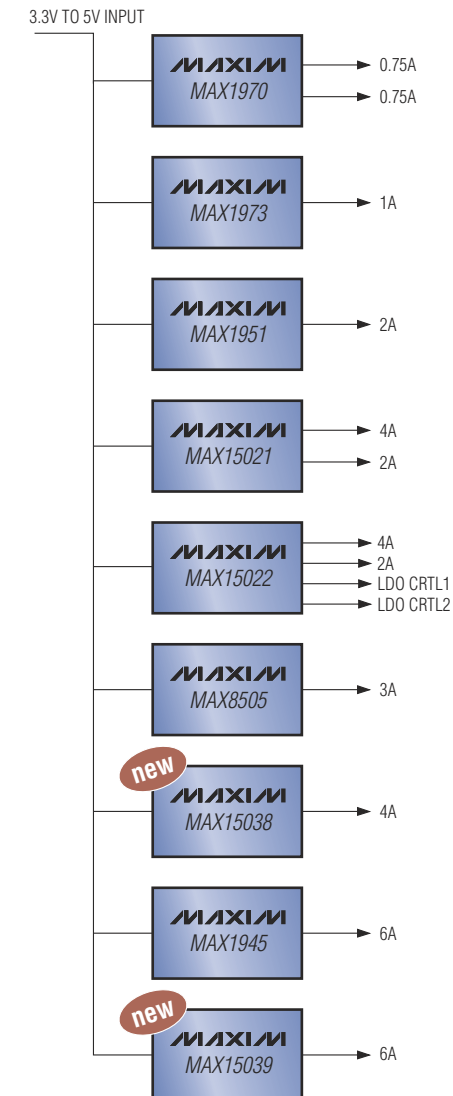 3.3V TO 5V INPUT
MAXIM
MAX1970
0.75A
0.75A
MAXIM
MAX1973
1A
MAXIM
MAX1951
2A
MAXIM
MAX15021
4A
2A
MAXIM
MAX15022
4A
2A
LDO CRTL1
LDO CRTL2
MAXIM
MAX8505
3A
new
MAXIM
MAX15038
4A
MAXIM
MAX1945
6A
new
MAXIM
MAX15039
6A